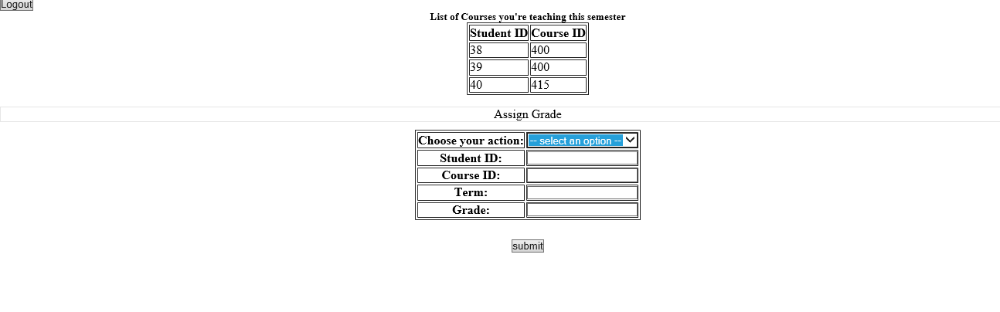 Logout
List of Courses you're teaching this semester
Student ID Course ID
38 400
39 400
40 415
Assign Grade
Choose your action: -- select an option --
Student ID:
Course ID:
Term:
Grade:
submit